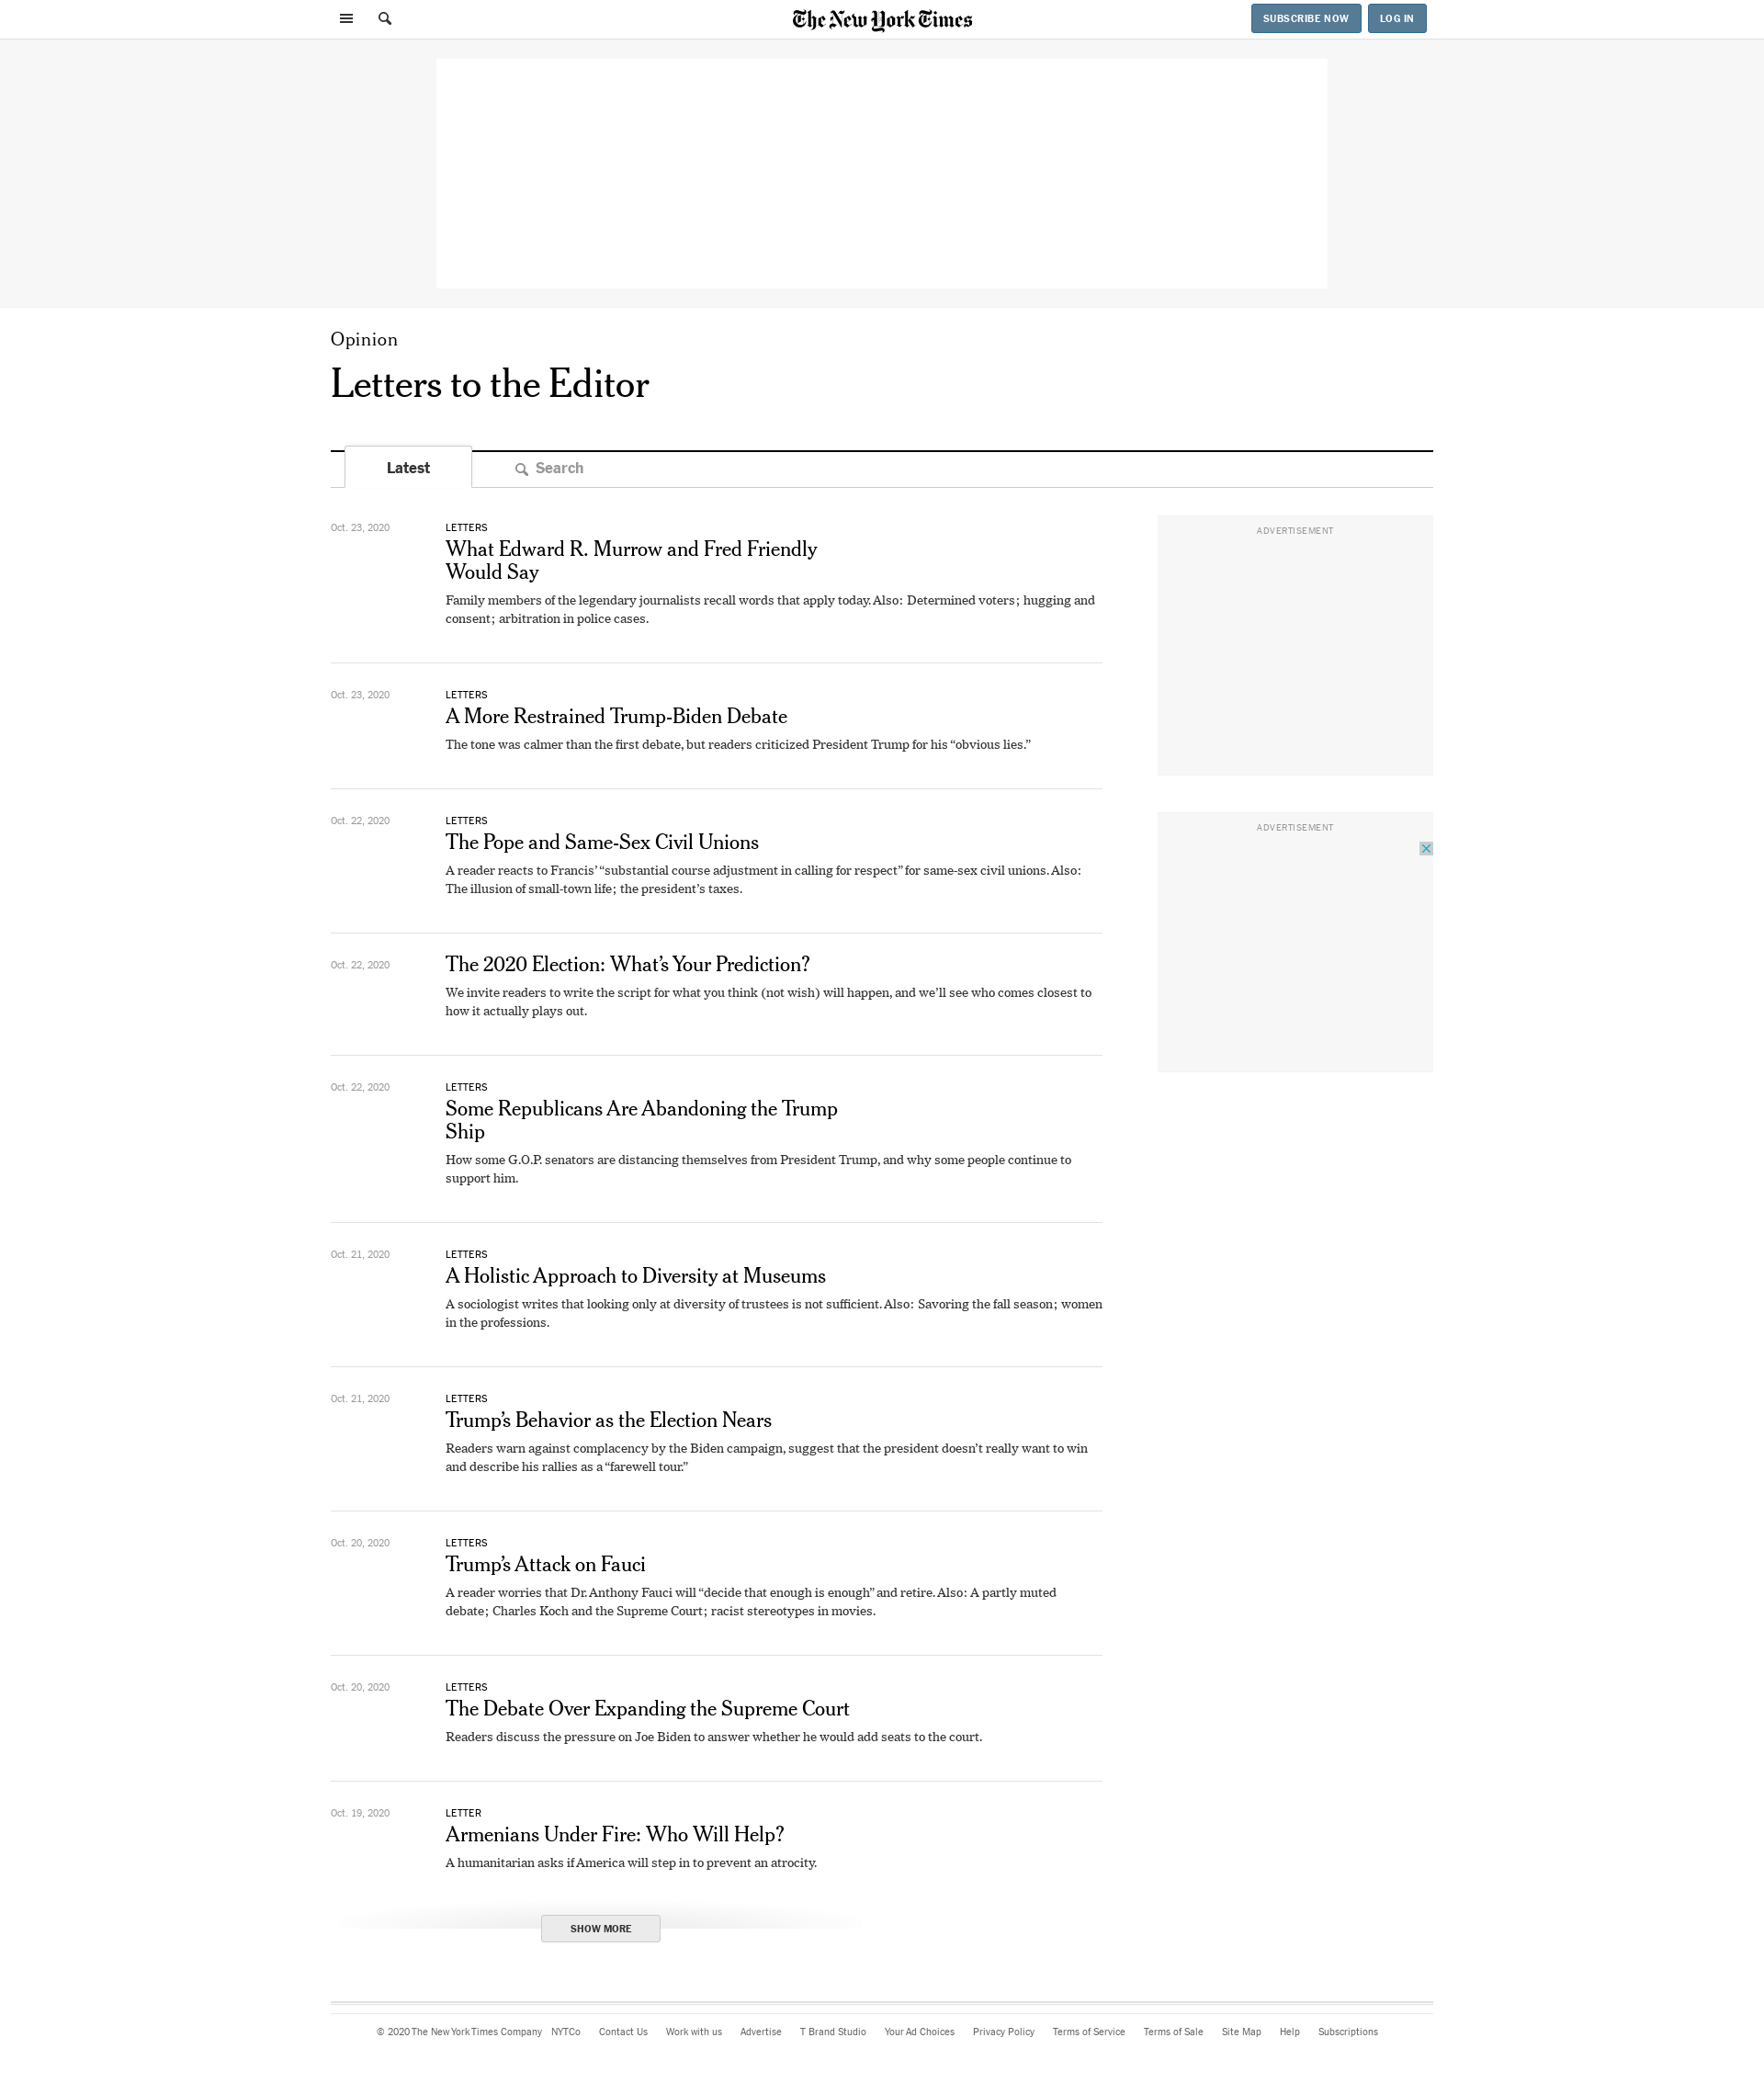 The New York Times
SUBSCRIBE NOW
LOG IN
Opinion
Letters to the Editor
Latest
Search
Oct. 23, 2020
LETTERS
What Edward R. Murrow and Fred Friendly
Would Say
Family members of the legendary journalists recall words that apply today. Also: Determined voters; hugging and
consent; arbitration in police cases.
Oct. 23, 2020
LETTERS
A More Restrained Trump-Biden Debate
The tone was calmer than the first debate, but readers criticized President Trump for his “obvious lies.”
Oct. 22, 2020
LETTERS
The Pope and Same-Sex Civil Unions
A reader reacts to Francis’ “substantial course adjustment in calling for respect” for same-sex civil unions. Also:
The illusion of small-town life; the president’s taxes.
Oct. 22, 2020
The 2020 Election: What’s Your Prediction?
We invite readers to write the script for what you think (not wish) will happen, and we’ll see who comes closest to
how it actually plays out.
Oct. 22, 2020
LETTERS
Some Republicans Are Abandoning the Trump
Ship
How some G.O.P. senators are distancing themselves from President Trump, and why some people continue to
support him.
Oct. 21, 2020
LETTERS
A Holistic Approach to Diversity at Museums
A sociologist writes that looking only at diversity of trustees is not sufficient. Also: Savoring the fall season; women
in the professions.
Oct. 21, 2020
LETTERS
Trump’s Behavior as the Election Nears
Readers warn against complacency by the Biden campaign, suggest that the president doesn’t really want to win
and describe his rallies as a “farewell tour.”
Oct. 20, 2020
LETTERS
Trump’s Attack on Fauci
A reader worries that Dr. Anthony Fauci will “decide that enough is enough” and retire. Also: A partly muted
debate; Charles Koch and the Supreme Court; racist stereotypes in movies.
Oct. 20, 2020
LETTERS
The Debate Over Expanding the Supreme Court
Readers discuss the pressure on Joe Biden to answer whether he would add seats to the court.
Oct. 19, 2020
LETTER
Armenians Under Fire: Who Will Help?
A humanitarian asks if America will step in to prevent an atrocity.
SHOW MORE
ADVERTISEMENT
ADVERTISEMENT
© 2020 The New York Times Company NYTCo Contact Us Work with us Advertise T Brand Studio Your Ad Choices Privacy Policy Terms of Service Terms of Sale Site Map Help Subscriptions